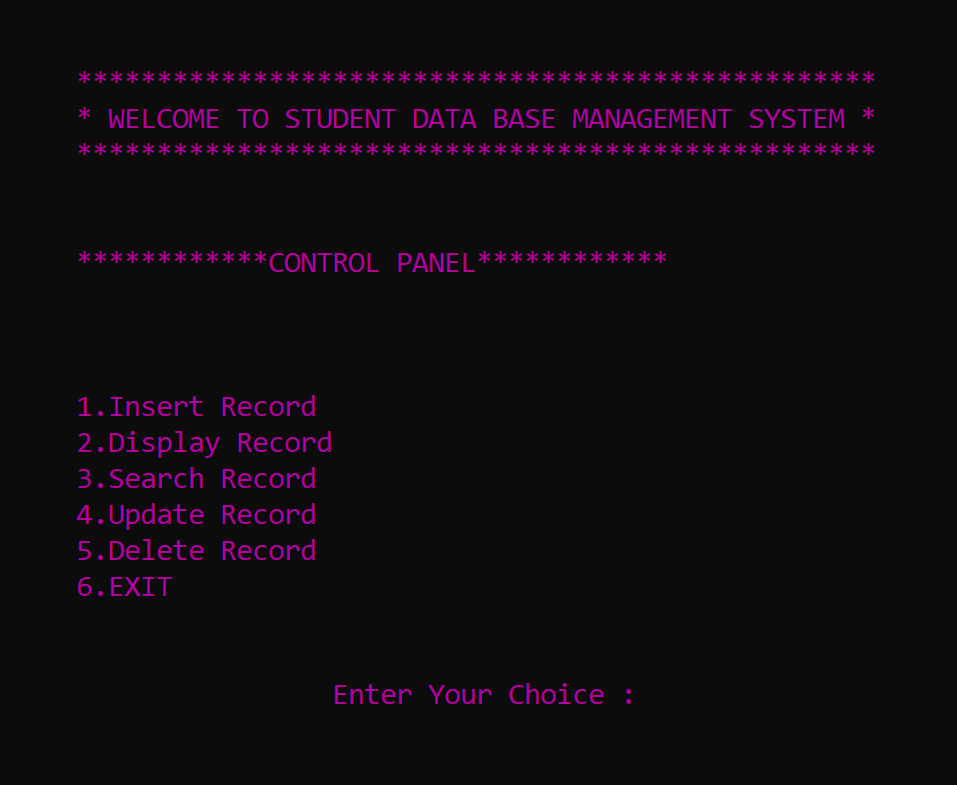 **************************************************
* WELCOME TO STUDENT DATA BASE MANAGEMENT SYSTEM *
**************************************************
************CONTROL PANEL************
1.Insert Record
2.Display Record
3.Search Record
4.Update Record
5.Delete Record
6.EXIT
Enter Your Choice :